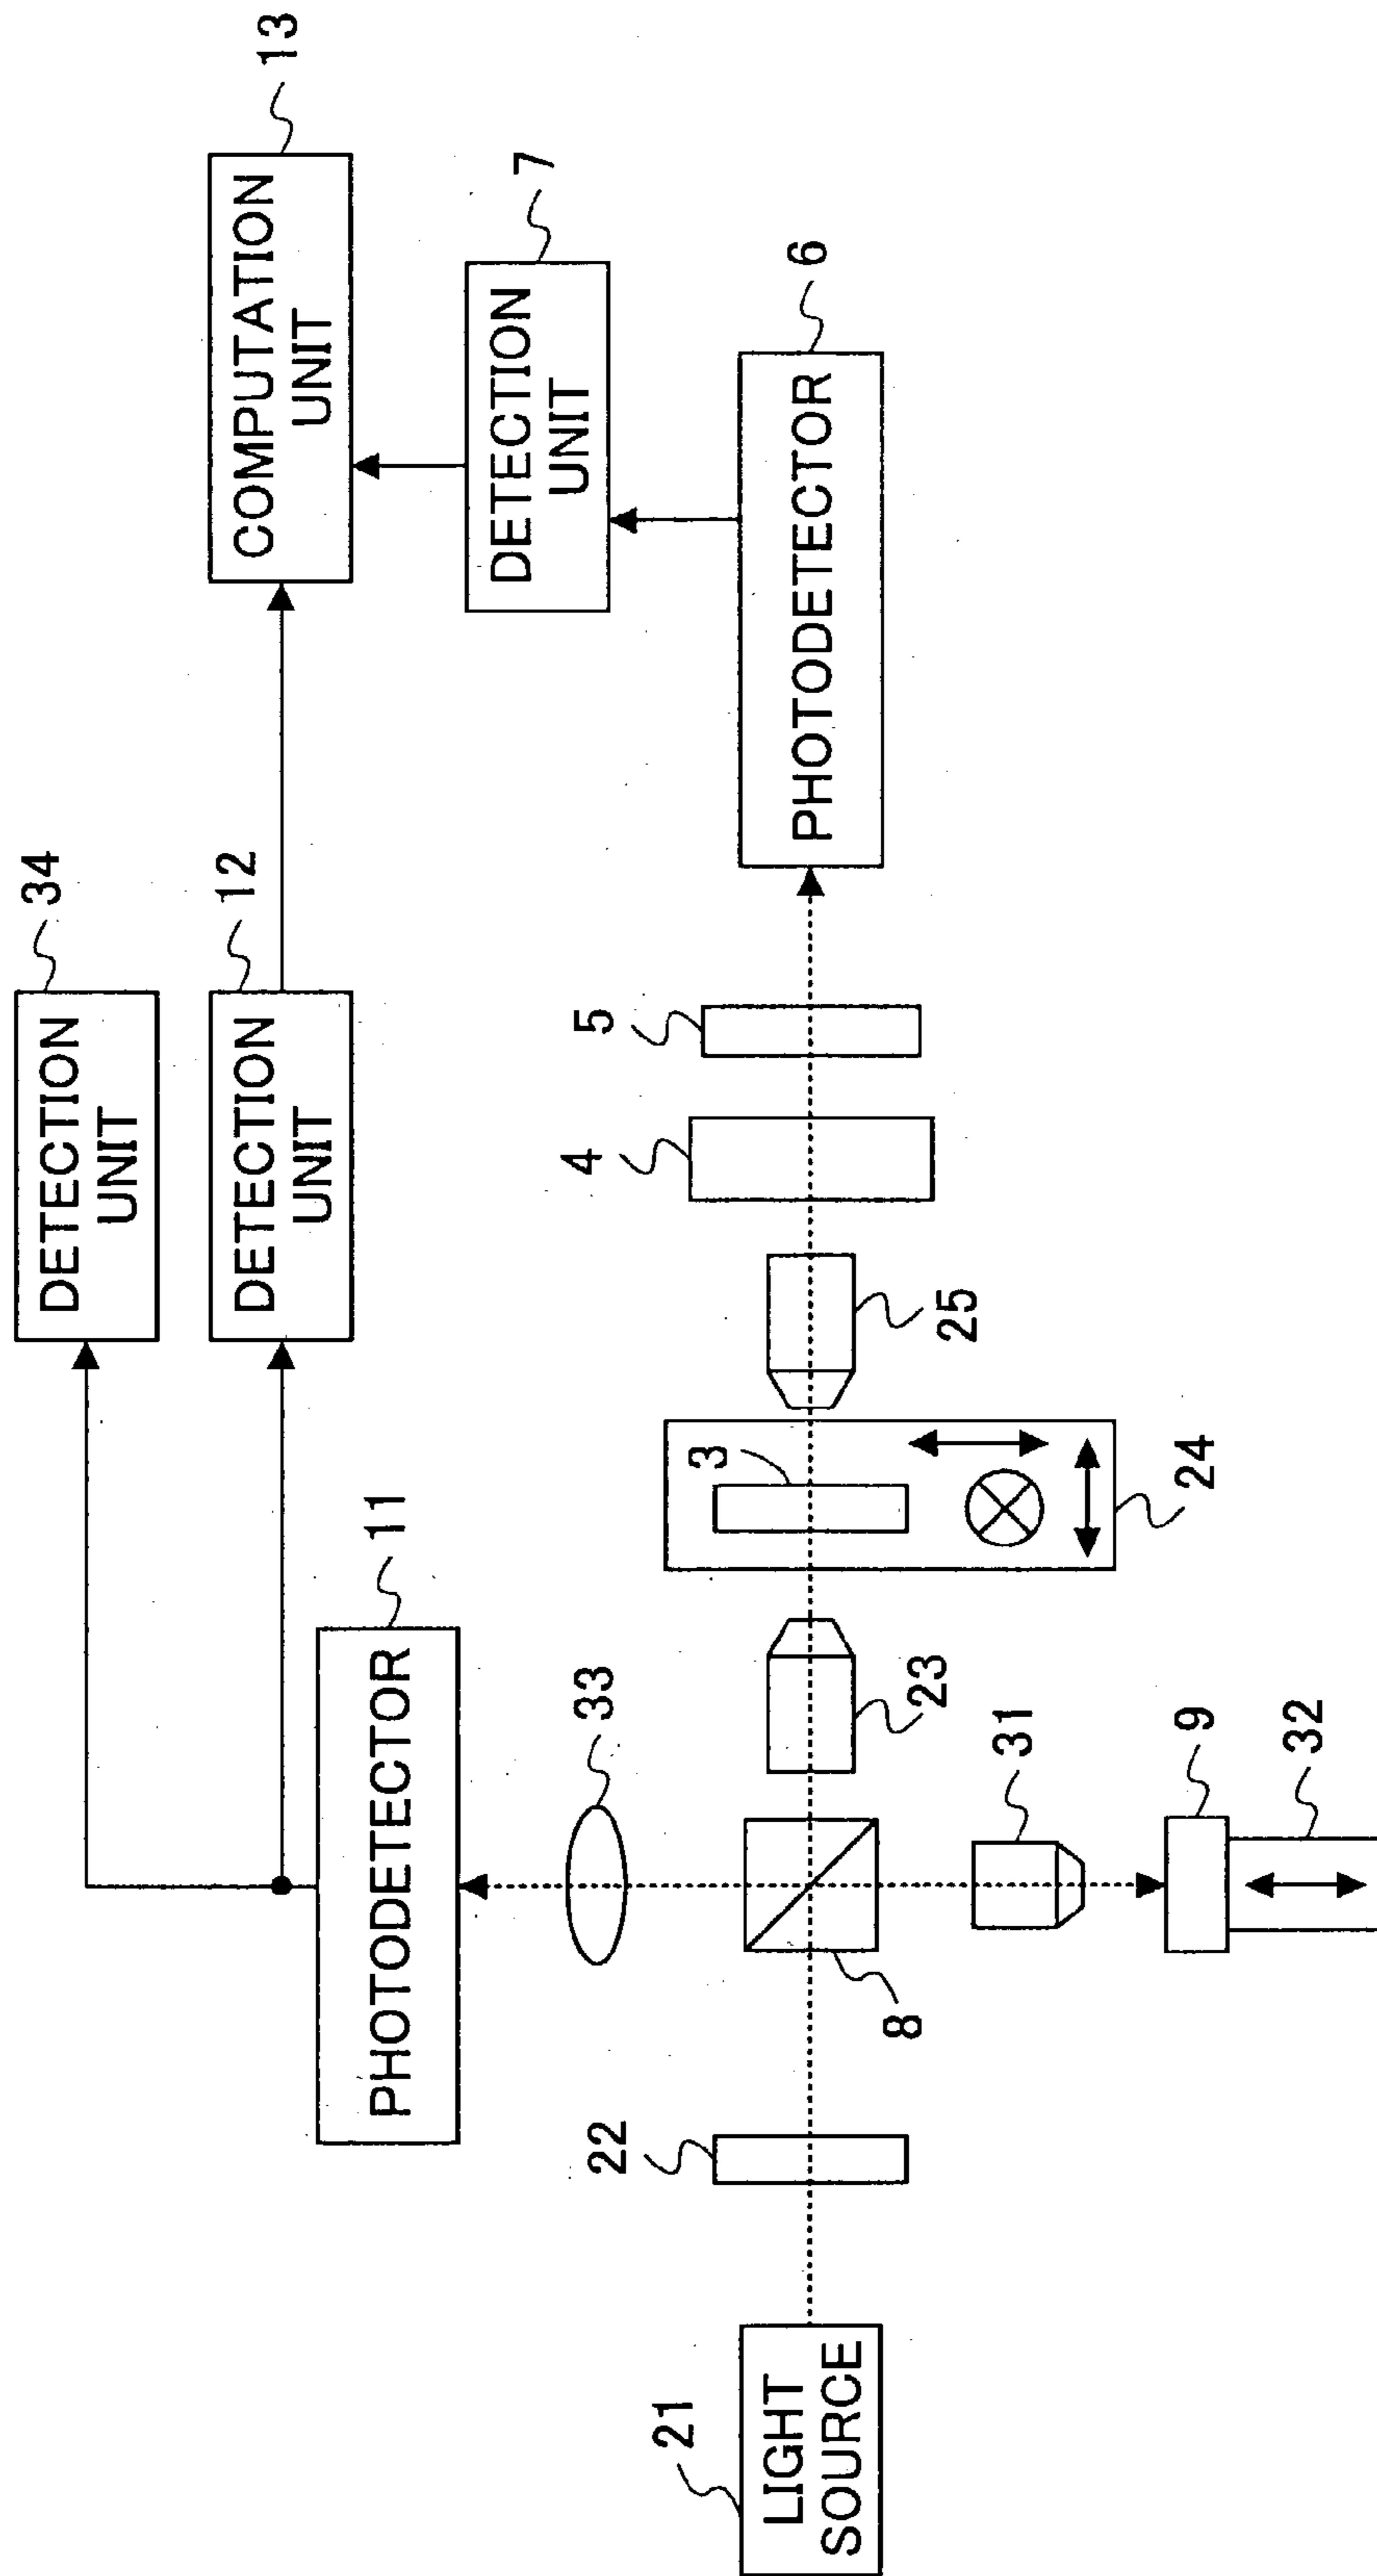 34
DETECTION
UNIT
12
DETECTION
UNIT
13
COMPUTATION
UNIT
7
DETECTION
UNIT
11
PHOTODETECTOR
33
3
4
5
6
PHOTODETECTOR
21
LIGHT
SOURCE
22
8
23
25
31
24
9
32